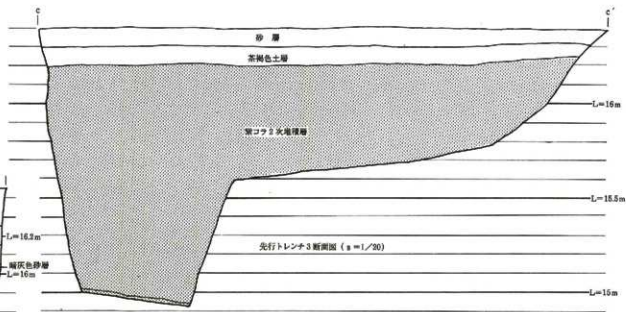 c
c′
砂 層
茶褐色土層
L=16m
紫コラ2次堆積層
L=15.5m
L=16.2m
先行トレンチ3断面図(s=1/20)
暗灰色砂層
L=16m
L=15m